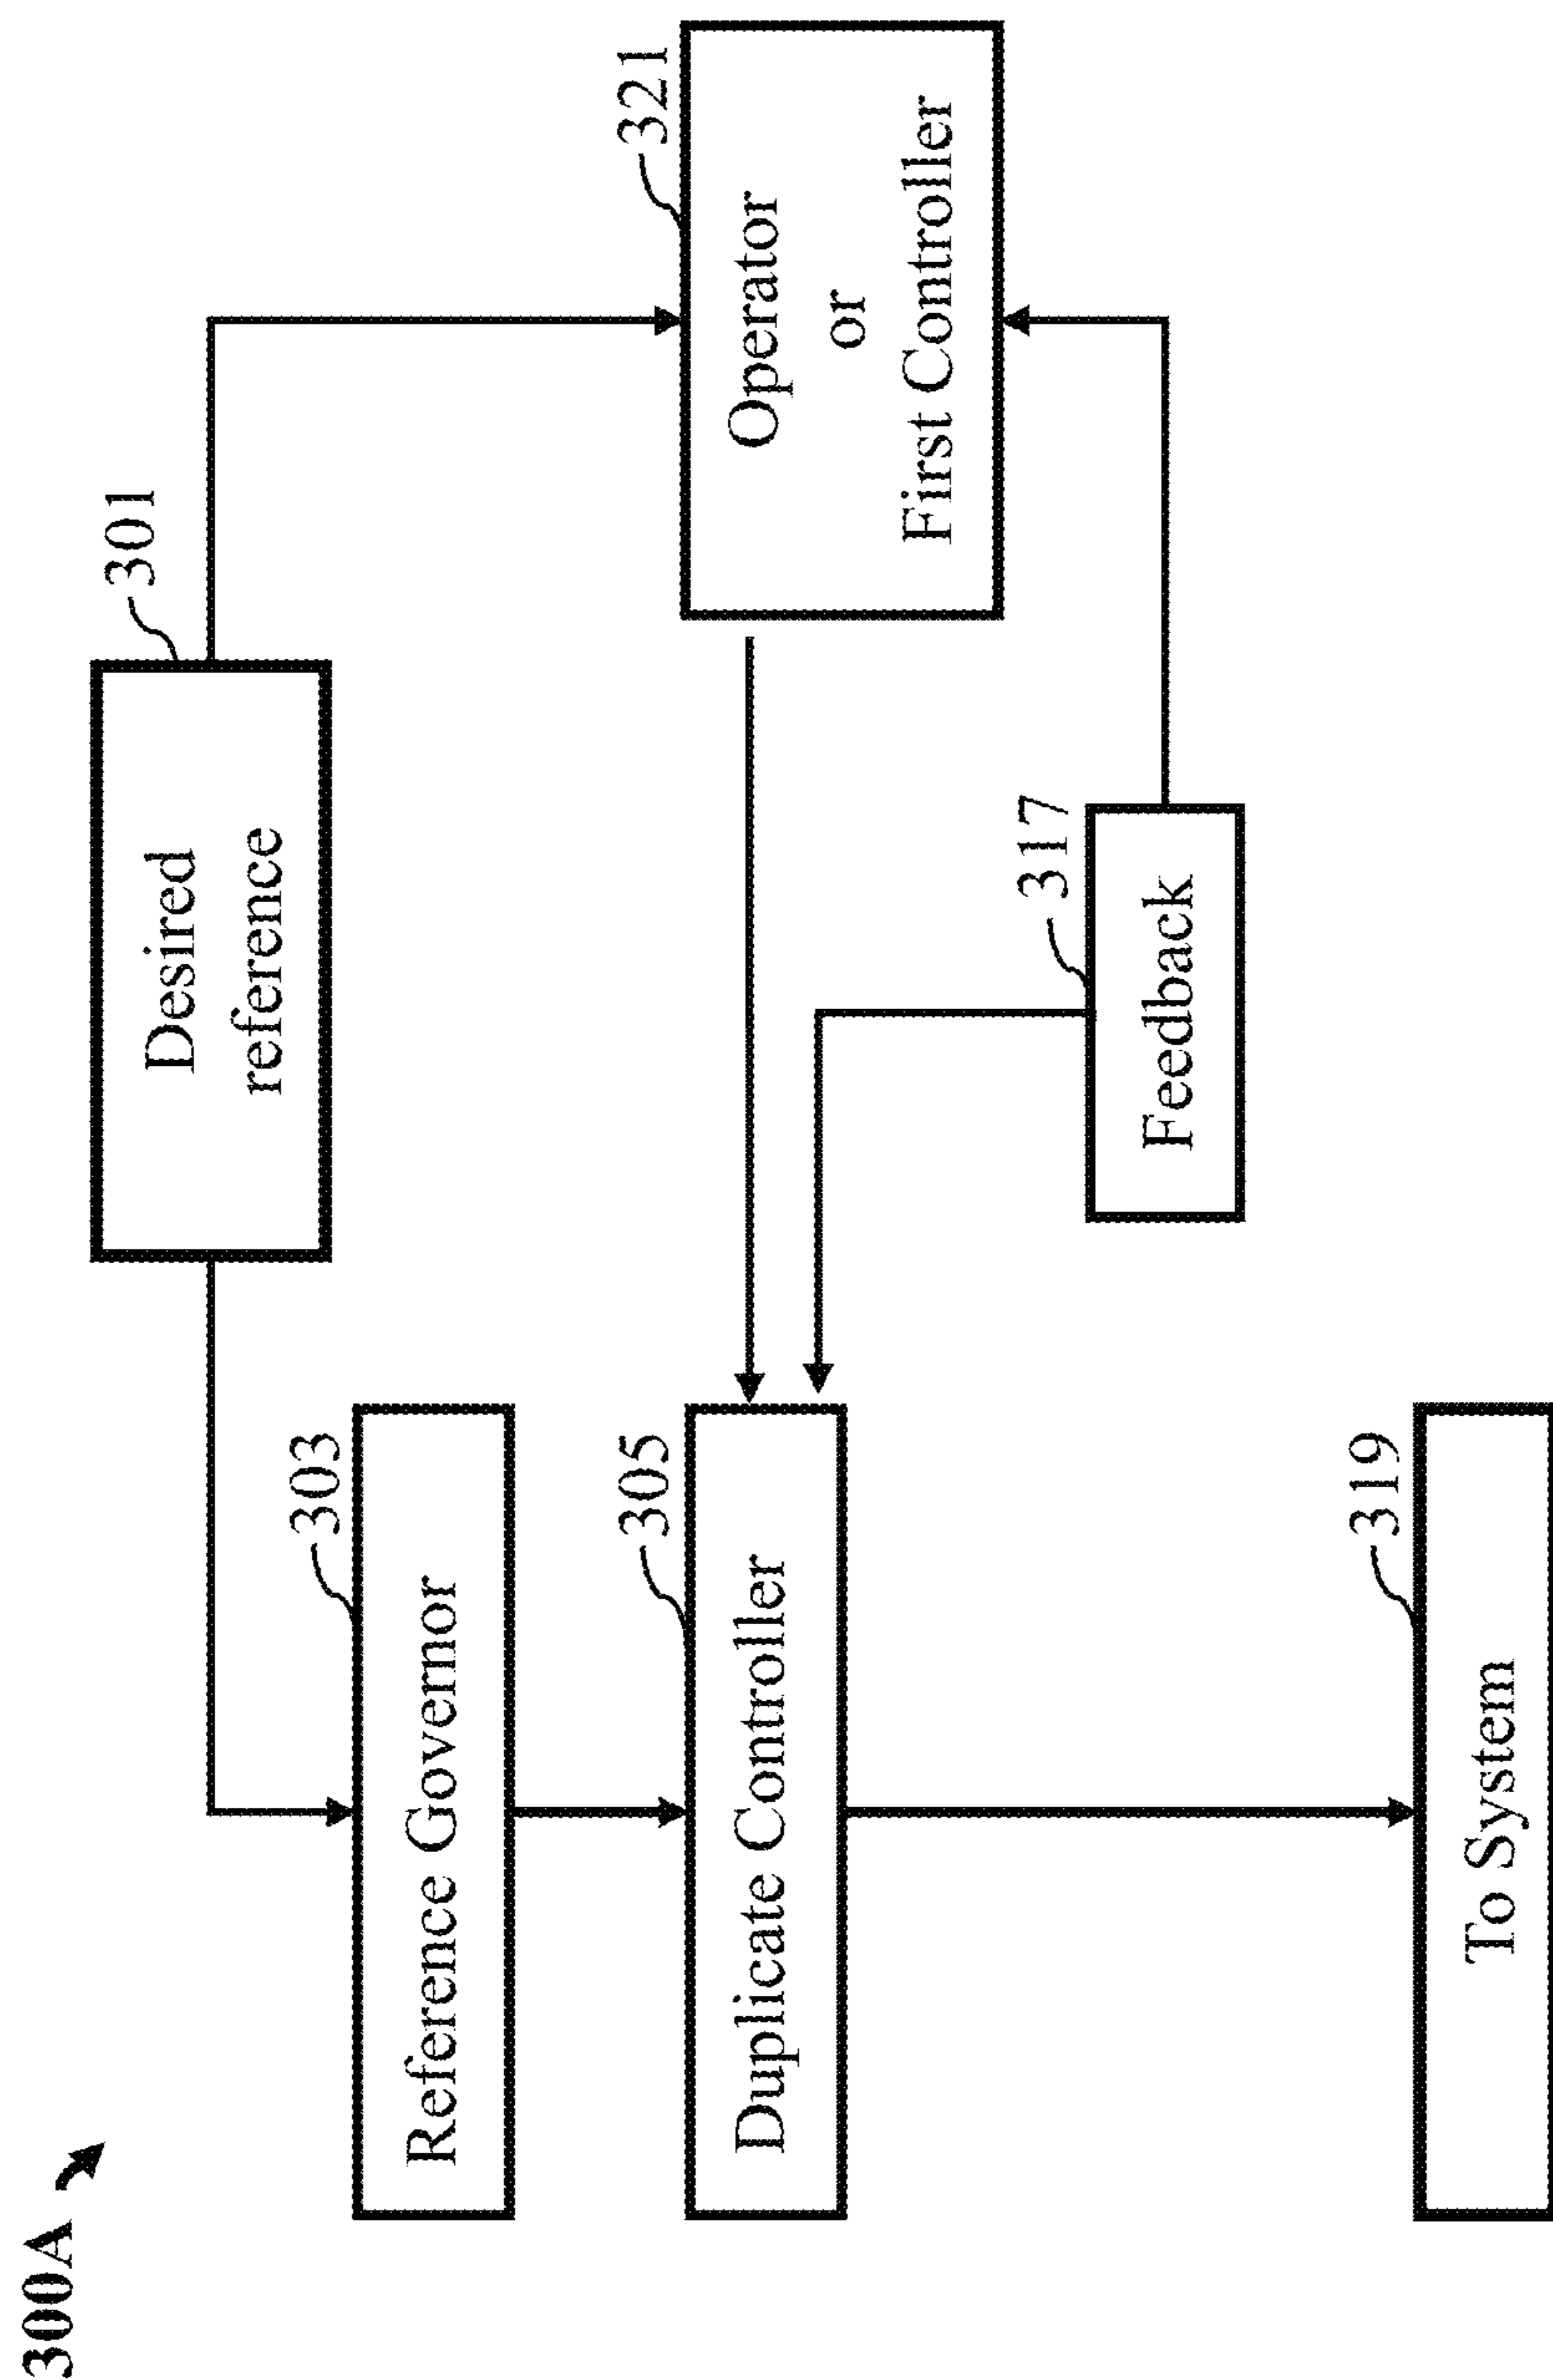 300A
301
Desired
reference
303
Reference Governor
321
Operator
or
First Controller
305
Duplicate Controller
317
Feedback
319
To System